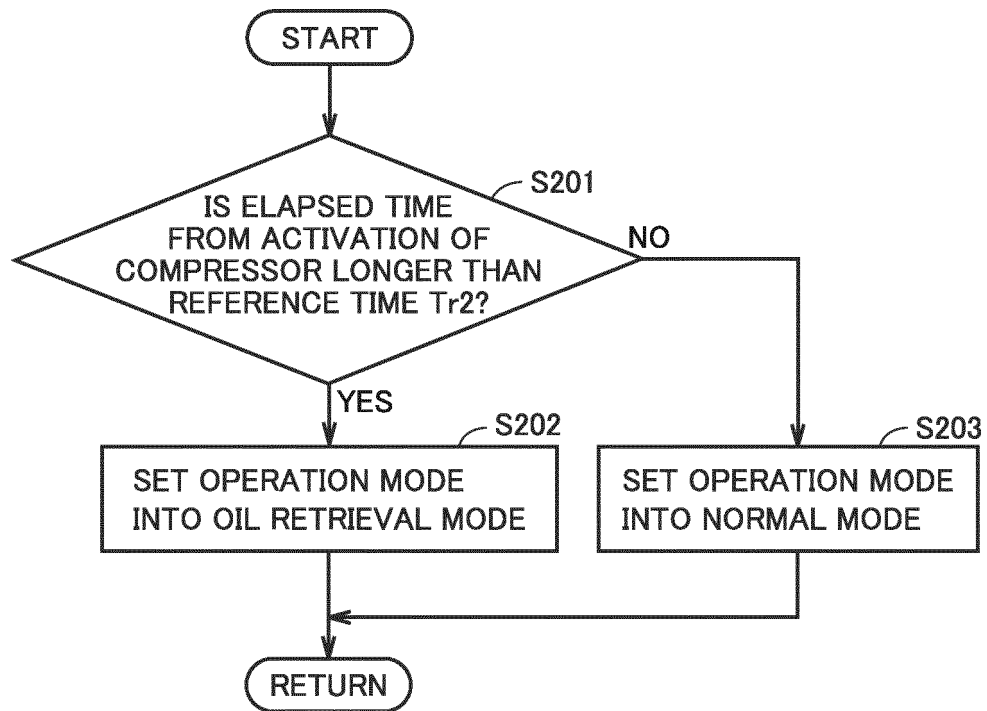 START
S201
IS ELAPSED TIME
FROM ACTIVATION OF
COMPRESSOR LONGER THAN
REFERENCE TIME Tr2?
NO
YES
S202
SET OPERATION MODE
INTO OIL RETRIEVAL MODE
S203
SET OPERATION MODE
INTO NORMAL MODE
RETURN